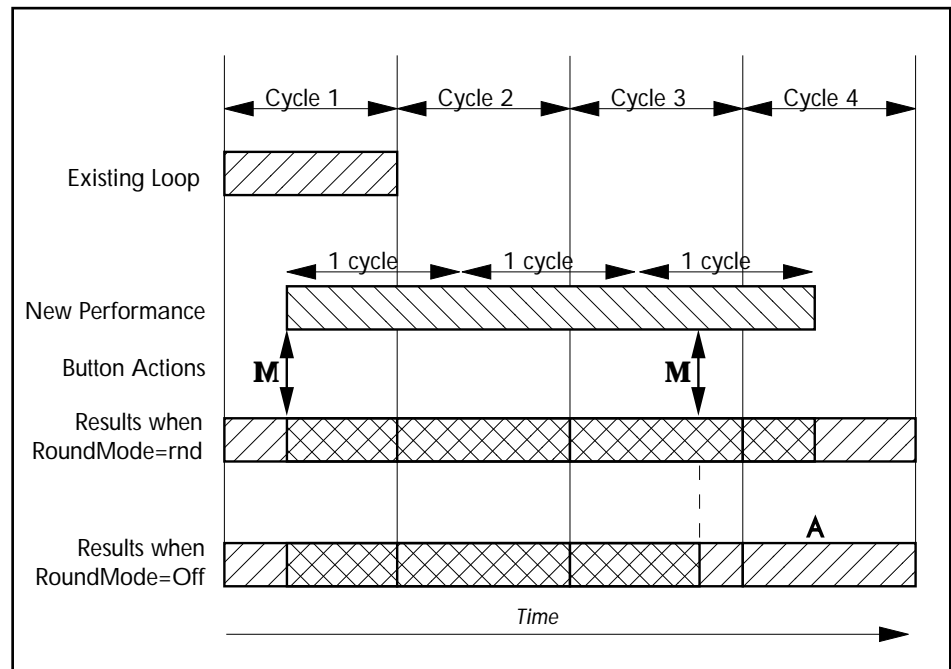 Cycle 1 Cycle 2 Cycle 3 Cycle 4
Existing Loop
1 cycle 1 cycle 1 cycle
New Performance
Button Actions
M M
Results when
RoundMode=rnd
A
Results when
RoundMode=Off
Time